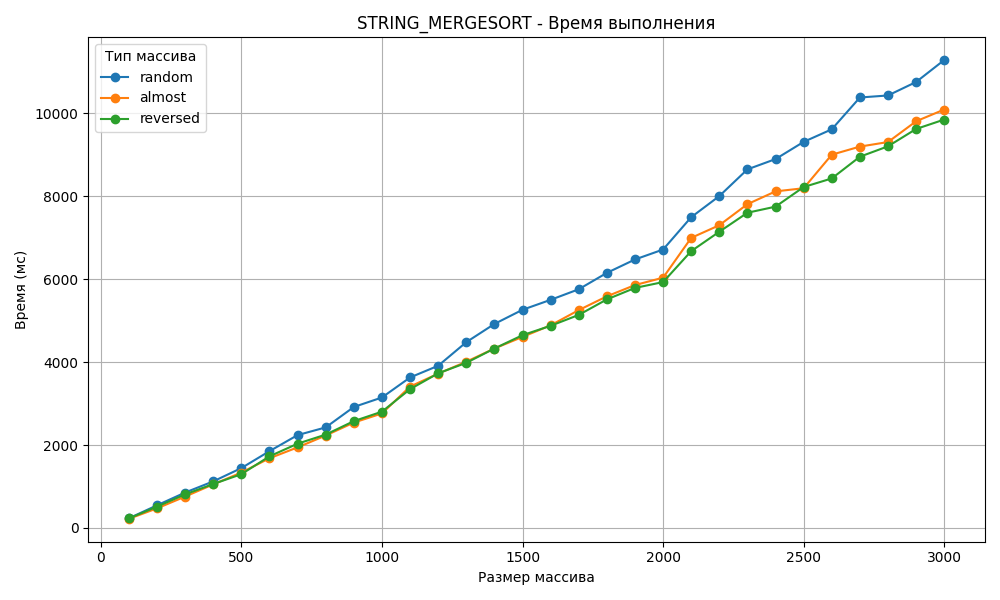 STRING_MERGESORT - Время выполнения
Тип массива
random
almost
reversed
Время (мс)
10000
8000
6000
4000
2000
0
0 500 1000 1500 2000 2500 3000
Размер массива